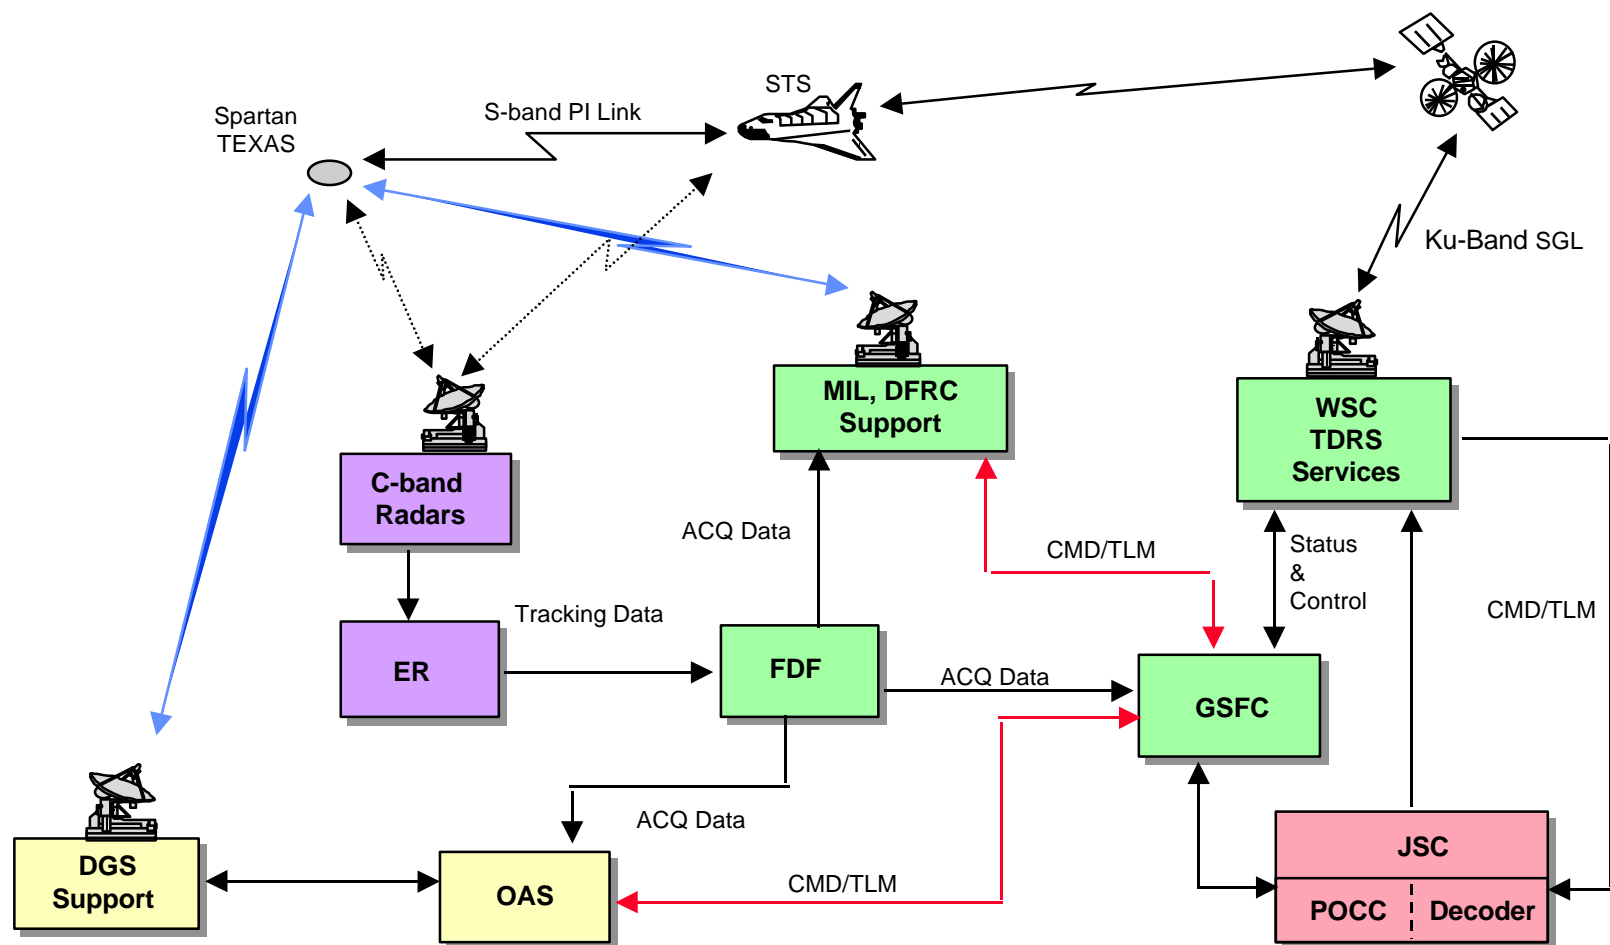 STS
Spartan
TEXAS
S-band PI Link
Ku-Band SGL
MIL, DFRC
Support
WSC
TDRS
Services
C-band
Radars
ACQ Data
CMD/TLM
Status
&
Control
CMD/TLM
Tracking Data
ER
FDF
ACQ Data
GSFC
ACQ Data
DGS
Support
OAS
CMD/TLM
JSC
POCC
Decoder